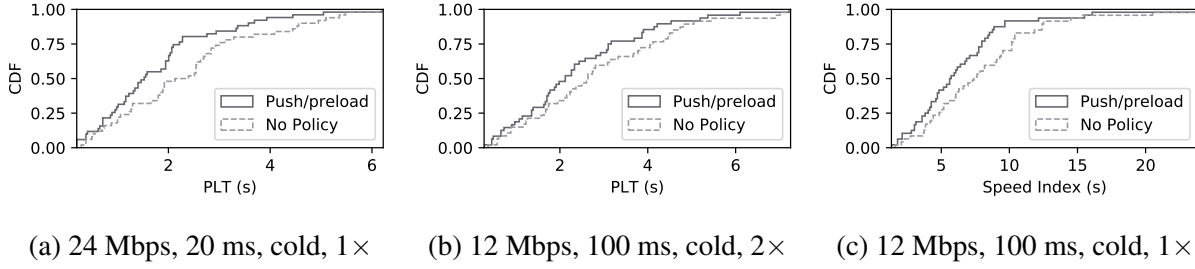 1.00
0.75
0.50
0.25
0.00
CDF
Push/preload
No Policy
2
4
6
PLT (s)
(a) 24 Mbps, 20 ms, cold, 1×
1.00
0.75
0.50
0.25
0.00
CDF
Push/preload
No Policy
2
4
6
PLT (s)
(b) 12 Mbps, 100 ms, cold, 2×
1.00
0.75
0.50
0.25
0.00
CDF
Push/preload
No Policy
5
10
15
20
Speed Index (s)
(c) 12 Mbps, 100 ms, cold, 1×